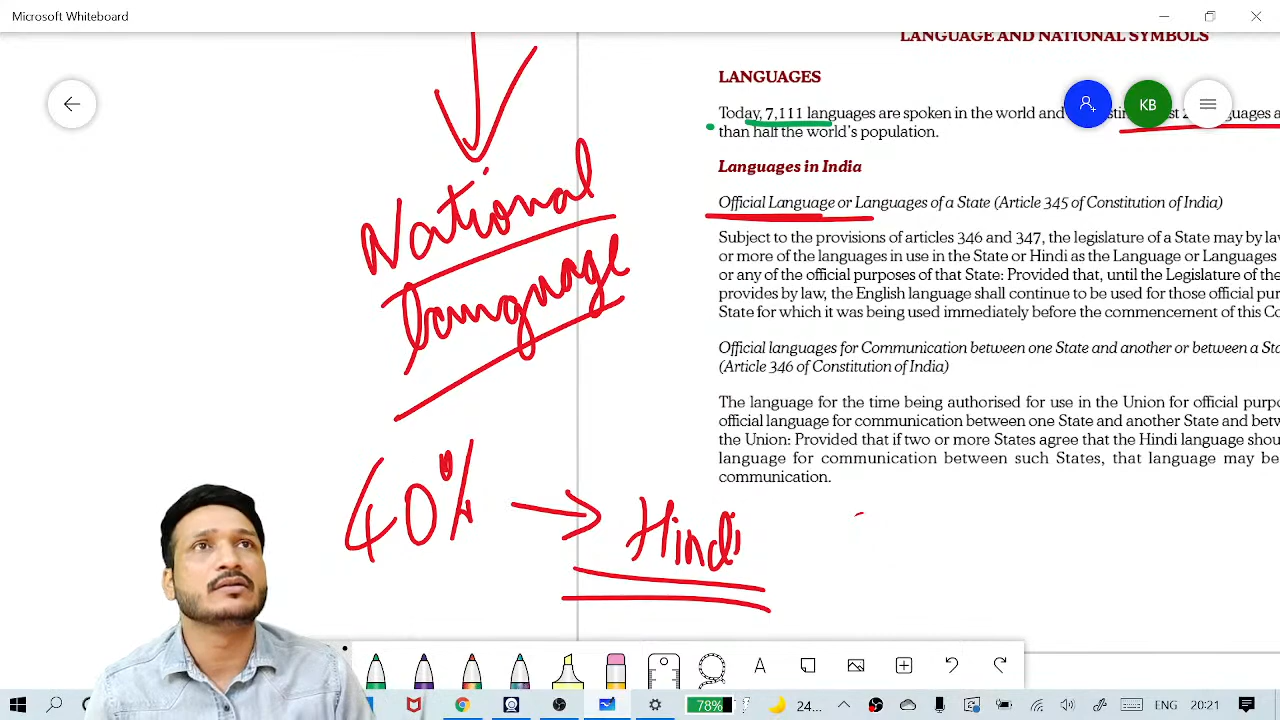 Microsoft Whiteboard
LANGUAGE AND NATIONAL SYMBOLS
LANGUAGES
KB
Today, 7,111 languages are spoken in the world and
than half the world's population.
Languages in India
Official Language or Languages of a State (Article 345 of Constitution of India)
Subject to the provisions of articles 346 and 347, the legislature of a State may by
or more of the languages in use in the State or Hindi as the Language or Languages
or any of the official purposes of that State: Provided that, until the Legislature of
provides by law, the English language shall continue to be used for those official
State for which it was being used immediately before the commencement of this
Official languages for Communication between one State and another or between a
(Article 346 of Constitution of India)
The language for the time being authorised for use in the Union for official
official language for communication between one State and another State and
the Union: Provided that if two or more States agree that the Hindi language
language for communication between such States, that language may be
communication.
National
Language
40% → Hindi
A
78%
24...
ENG
20:21